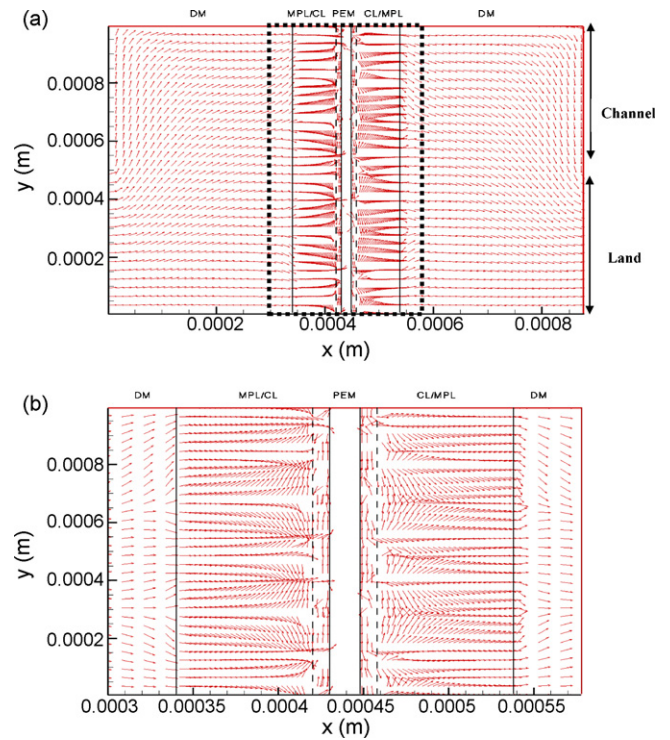 (a)
DM MPL/CL PEM CL/MPL DM
0.0008
0.0006
0.0004
0.0002
y (m)
Channel
Land
0.0002 0.0004 0.0006 0.0008
x (m)
(b)
DM MPL/CL PEM CL/MPL DM
0.0008
0.0006
0.0004
0.0002
y (m)
0.0003 0.00035 0.0004 0.00045 0.0005 0.00055
x (m)